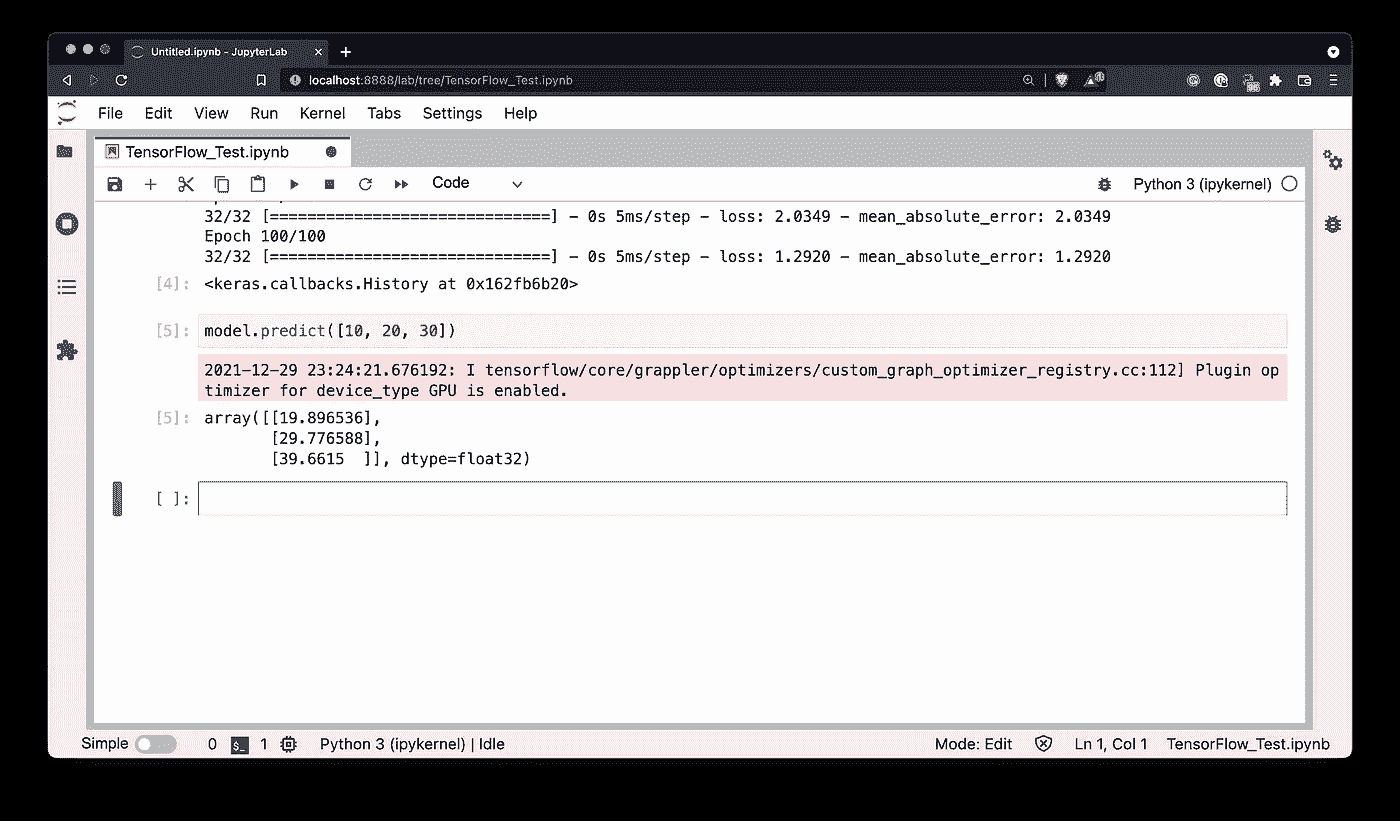 Untitled.ipynb - JupyterLab
localhost:8888/lab/tree/TensorFlow_Test.ipynb
File Edit View Run Kernel Tabs Settings Help
TensorFlow_Test.ipynb
Code Python 3 (ipykernel)
32/32 [==============================] - 0s 5ms/step - loss: 2.0349 - mean_absolute_error: 2.0349
Epoch 100/100
32/32 [==============================] - 0s 5ms/step - loss: 1.2920 - mean_absolute_error: 1.2920
[4]: <keras.callbacks.History at 0x162fb6b20>
[5]: model.predict([10, 20, 30])
2021-12-29 23:24:21.676192: I tensorflow/core/grappler/optimizers/custom_graph_optimizer_registry.cc:112] Plugin op
timizer for device_type GPU is enabled.
[5]: array([[19.896536],
[29.776588],
[39.6615  ]], dtype=float32)
[ ]:
Simple 0 $_ 1 Python 3 (ipykernel) | Idle Mode: Edit Ln 1, Col 1 TensorFlow_Test.ipynb